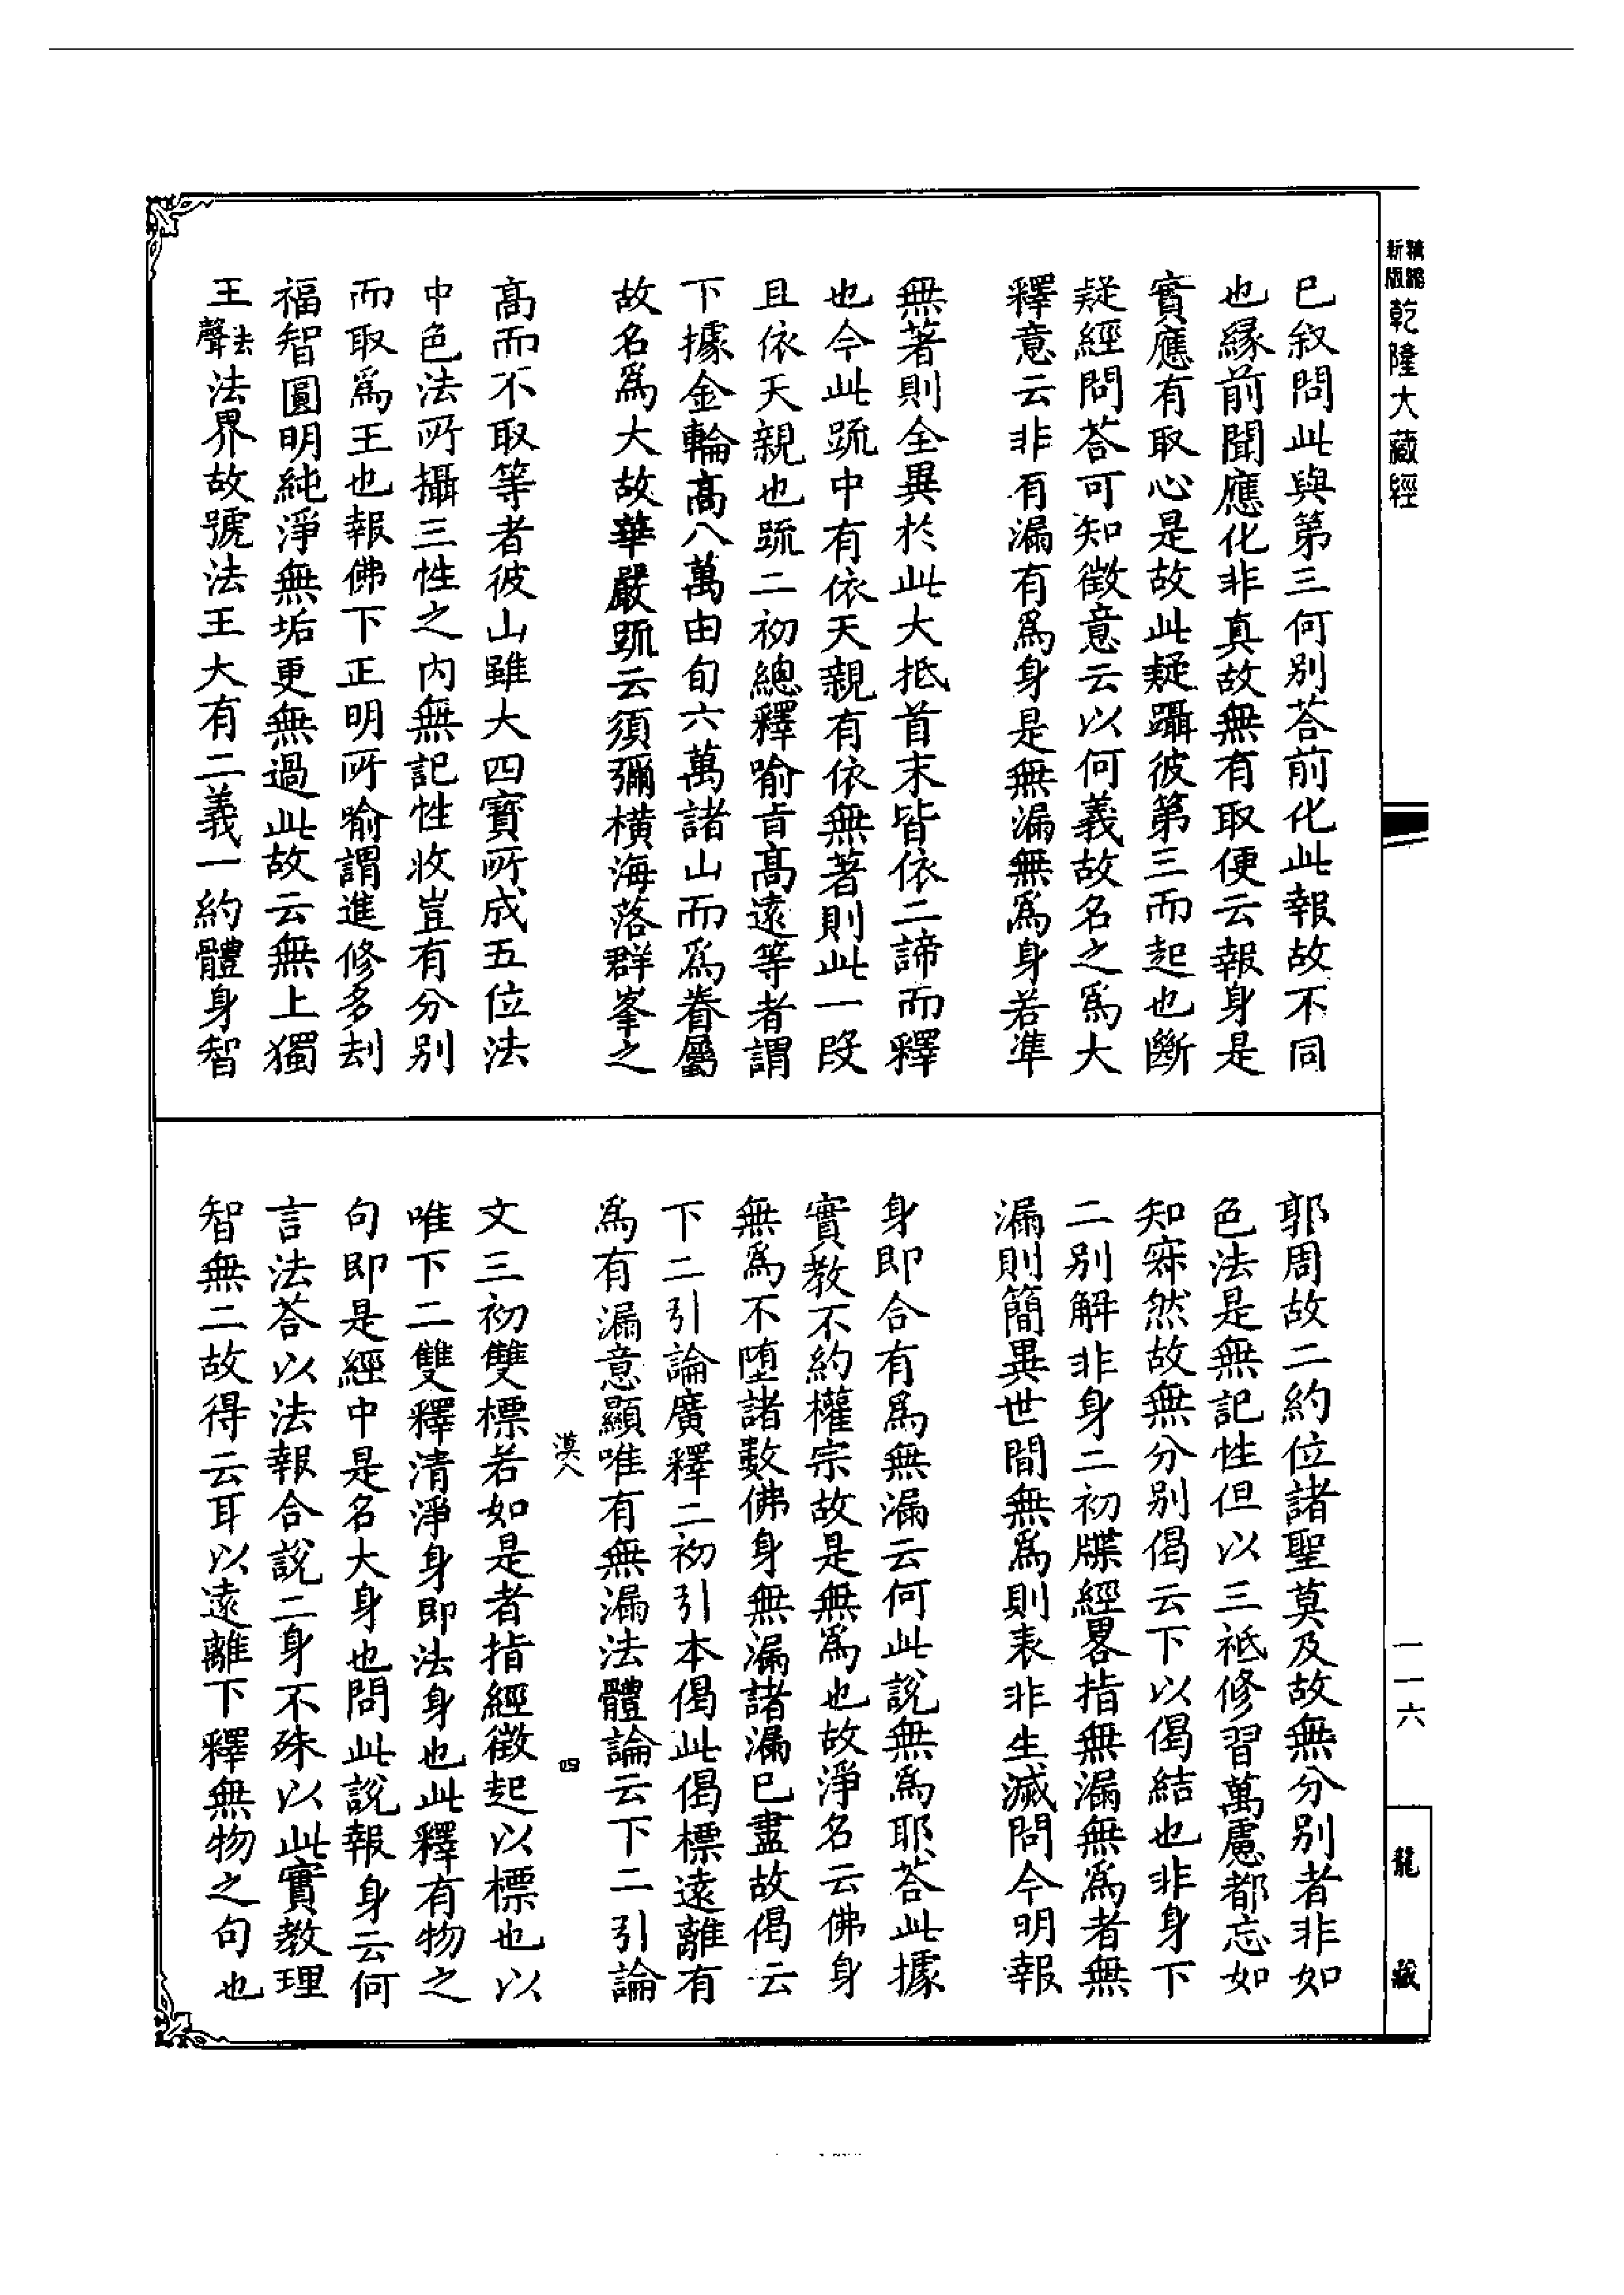 精縮新版乾隆大藏經
已叙問此與第三何別荅前化此報故不同
也緣前聞應化非真故無有取便云報身是
實應有取心是故此疑躡彼第三而起也斷
疑經問荅可知徵意云以何義故名之爲大
釋意云非有漏有爲身是無漏無爲身若準
無著則全異於此大抵首末皆依二諦而釋
也今此䟽中有依天親有依無著則此一段
且依天親也䟽二初總釋喻旨髙遠等者謂
下據金輪髙八萬由旬六萬諸山而爲眷屬
故名爲大故華嚴䟽云須彌橫海落群峯之
髙而不取等者彼山雖大四寶所成五位法
中色法所攝三性之內無記性收豈有分別
而取爲王也報佛下正明所喻謂進修多刦
福智圓明純淨無垢更無過此故云無上獨
王聲法法界故號法王大有二義一約體身智
郭周故二約位諸聖莫及故無分別者非如
色法是無記性但以三祗修習萬慮都忘如
知寂然故無分別偈云下以偈結也非身下
二別解非身二初牒經畧指無漏無爲者無
漏則簡異世間無爲則表非生滅問今明報
身即合有爲無漏云何此說無爲耶荅此據
實教不約權宗故是無爲也故淨名云佛身
無爲不墮諸數佛身無漏諸漏已盡故偈云
下二引論廣釋二初引本偈此偈標遠離有
爲有漏意顯唯有無漏法體論云下二引論
漠八 四
文三初雙標若如是者指經徵起以標也以
唯下二雙釋清淨身即法身也此釋有物之
句即是經中是名大身也問此說報身云何
言法荅以法報合說二身不殊以此實教理
智無二故得云耳以遠離下釋無物之句也
一一六
龍藏